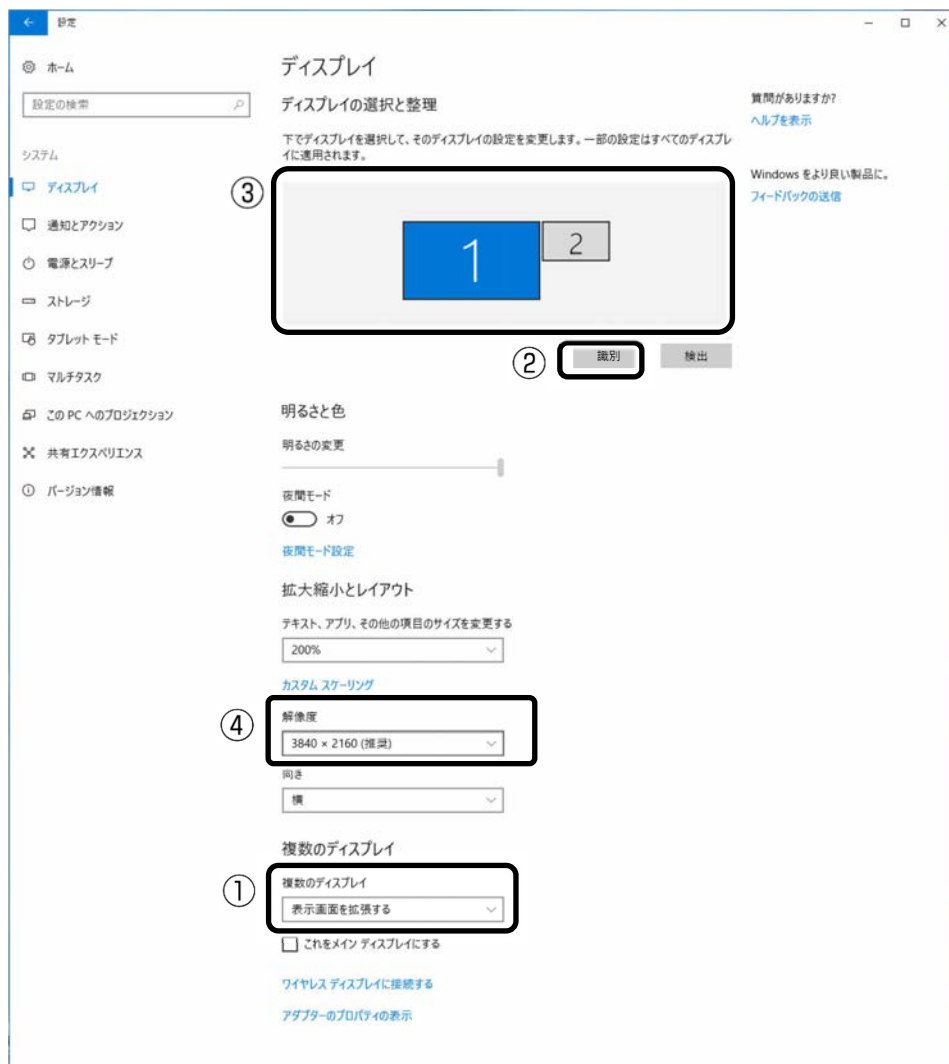 設定
ホーム
設定の検索
システム
ディスプレイ
通知とアクション
電源とスリープ
ストレージ
タブレット モード
マルチタスク
この PC へのプロジェクション
共有エクスペリエンス
バージョン情報
ディスプレイ
ディスプレイの選択と整理
下でディスプレイを選択して、そのディスプレイの設定を変更します。一部の設定はすべてのディスプレ
イに適用されます。
③
1
2
②
識別
検出
明るさと色
明るさの変更
夜間モード
オフ
夜間モード設定
拡大縮小とレイアウト
テキスト、アプリ、その他の項目のサイズを変更する
200%
カスタム スケーリング
④
解像度
3840 × 2160 (推奨)
向き
横
複数のディスプレイ
①
複数のディスプレイ
表示画面を拡張する
これをメイン ディスプレイにする
ワイヤレス ディスプレイに接続する
アダプターのプロパティの表示
質問がありますか?
ヘルプを表示
Windows をより良い製品に。
フィードバックの送信